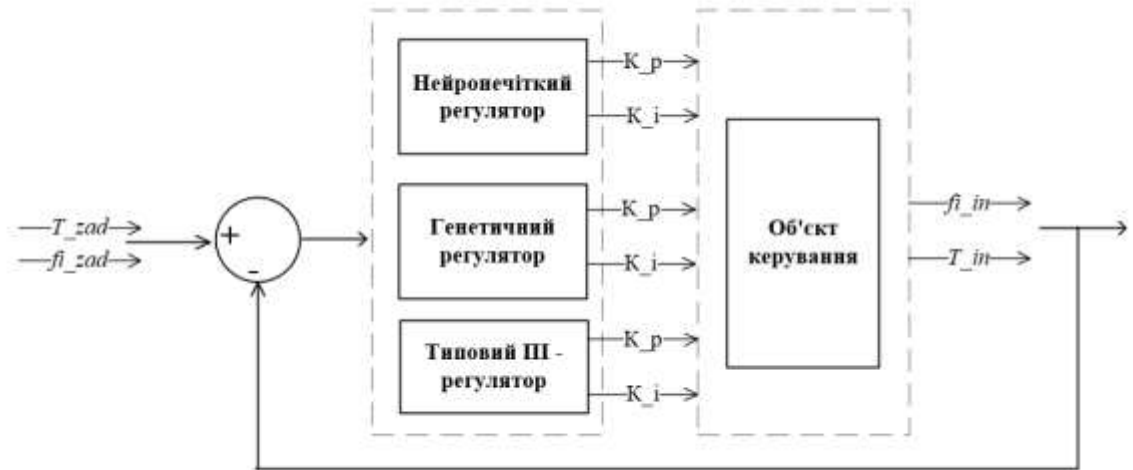 T_zad
fi_zad
+
-
Нейронечіткий
регулятор
K_p
K_i
Генетичний
регулятор
K_p
K_i
Типовий ПІ -
регулятор
K_p
K_i
Об'єкт
керування
fi_in
T_in